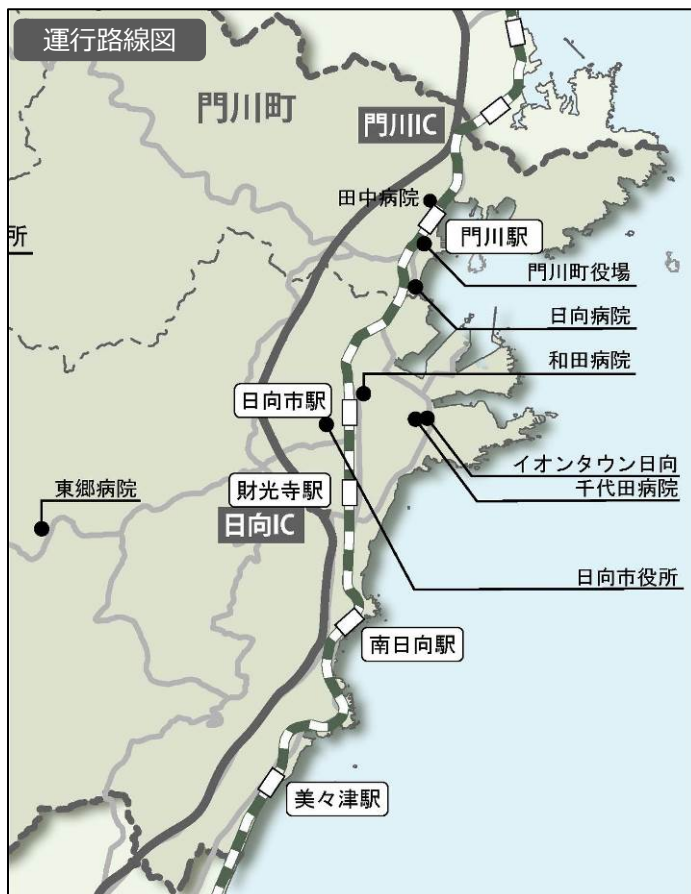 運行路線図
門川町
門川IC
田中病院
所
門川駅
門川町役場
日向病院
和田病院
日向市駅
イオンタウン日向
千代田病院
東郷病院
財光寺駅
日向IC
日向市役所
南日向駅
美々津駅